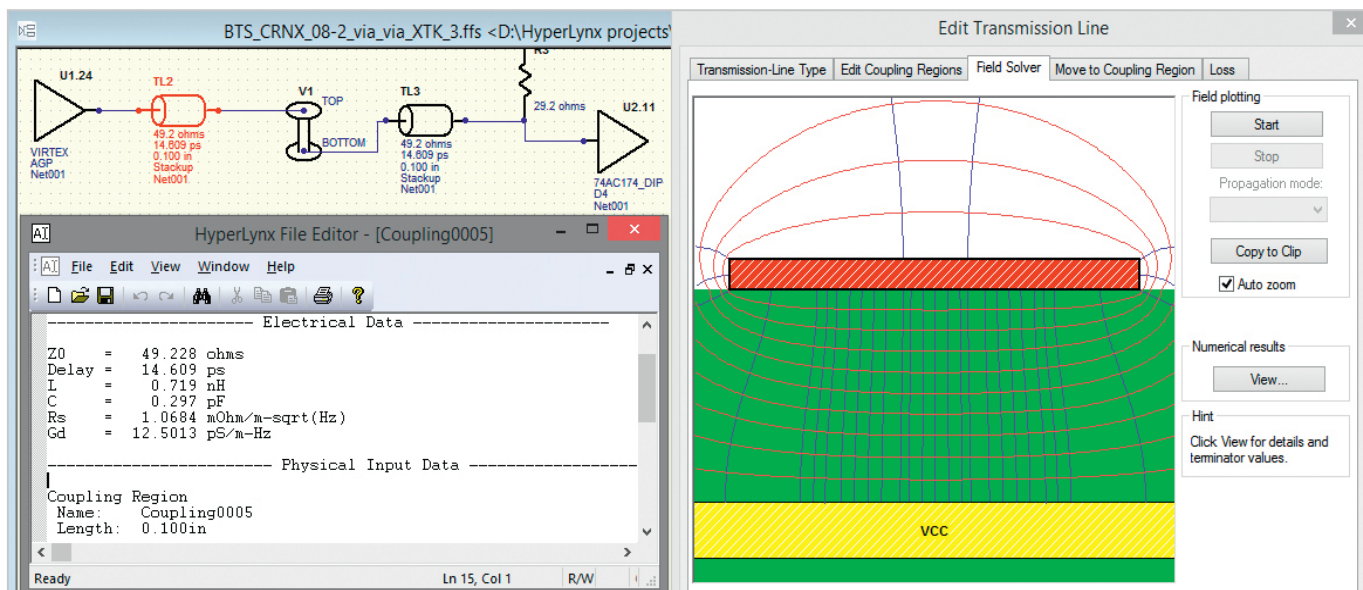 BTS_CRNX_08-2_via_via_XTK_3.ffs <D:\HyperLynx projects\
U1.24
TL2
V1
TOP
TL3
R3
29.2 ohms
U2.11
BOTTOM
VIRTEX
AGP
Net001
49.2 ohms
14.609 ps
0.100 in
Stackup
Net001
49.2 ohms
14.609 ps
0.100 in
Stackup
Net001
74AC174_DIP
D4
Net001
AI HyperLynx File Editor - [Coupling0005]
AI File Edit View Window Help
Electrical Data
Z0 = 49.228 ohms
Delay = 14.609 ps
L = 0.719 nH
C = 0.297 pF
Rs = 1.0684 mOhm/m-sqrt(Hz)
Gd = 12.5013 pS/m-Hz
Physical Input Data
Coupling Region
Name: Coupling0005
Length: 0.100in
Ready Ln 15, Col 1 R/W
Edit Transmission Line
Transmission-Line Type Edit Coupling Regions Field Solver Move to Coupling Region Loss
Field plotting
Start
Stop
Propagation mode:
Copy to Clip
Auto zoom
Numerical results
View...
Hint
Click View for details and
terminator values.
VCC